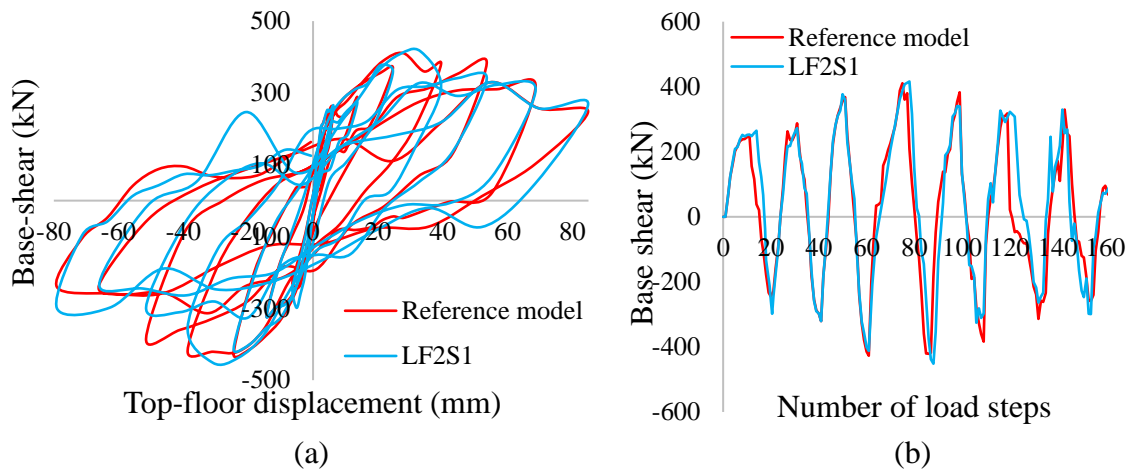 500
300
100
-100
-300
-500
-80 -60 -40 -20 0 20 40 60 80
Base-shear (kN)
Reference model
LF2S1
Top-floor displacement (mm)
(a)
600
400
200
0
-200
-400
-600
0 20 40 60 80 100 120 140 160
Base shear (kN)
Reference model
LF2S1
Number of load steps
(b)